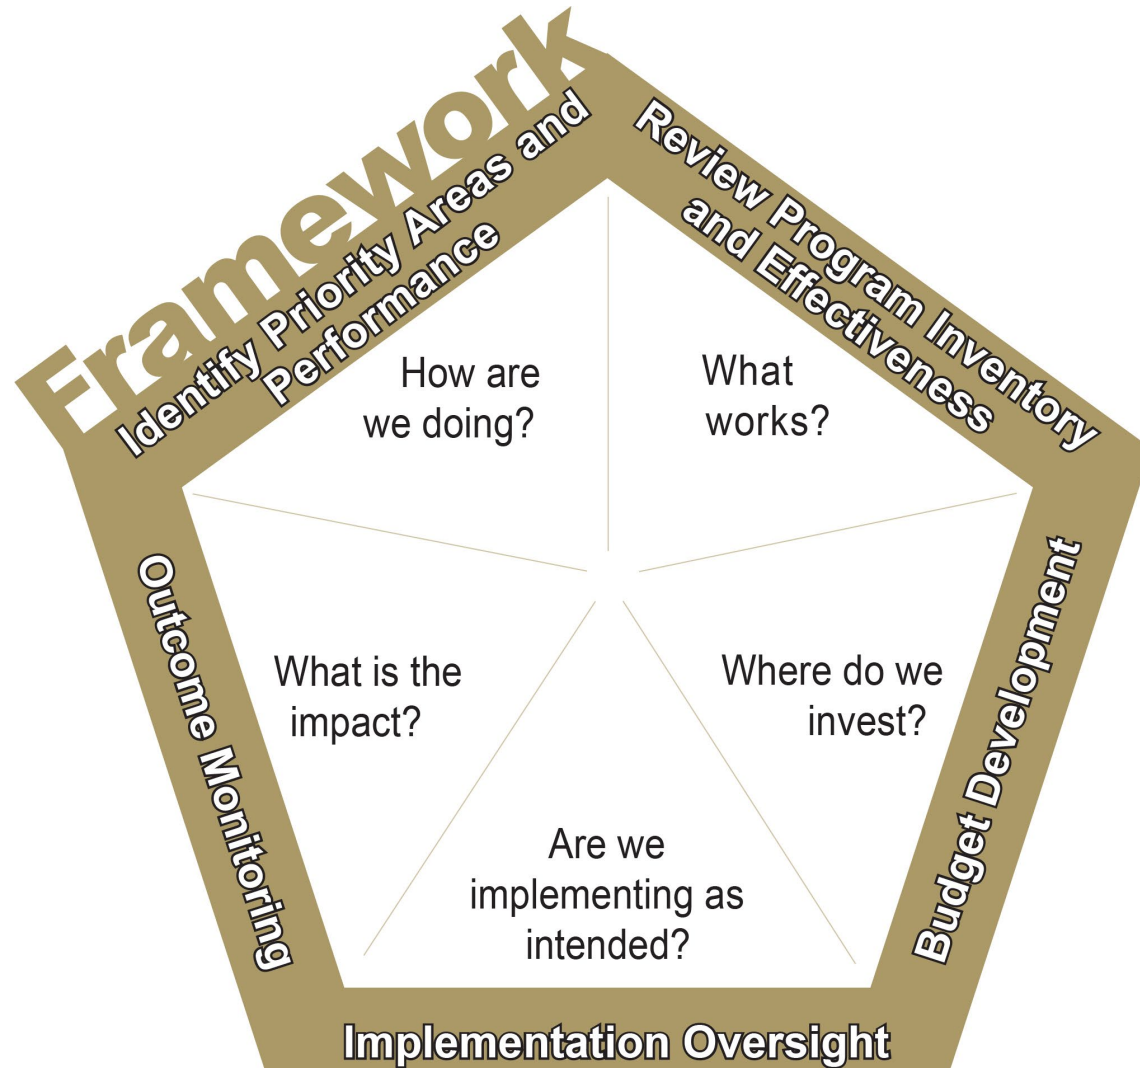 Framework
Identify Priority Areas and
Performance
Review Program Inventory
and Effectiveness
How are
we doing?
What
works?
Outcome Monitoring
What is the
impact?
Where do we
invest?
Budget Development
Are we
implementing as
intended?
Implementation Oversight